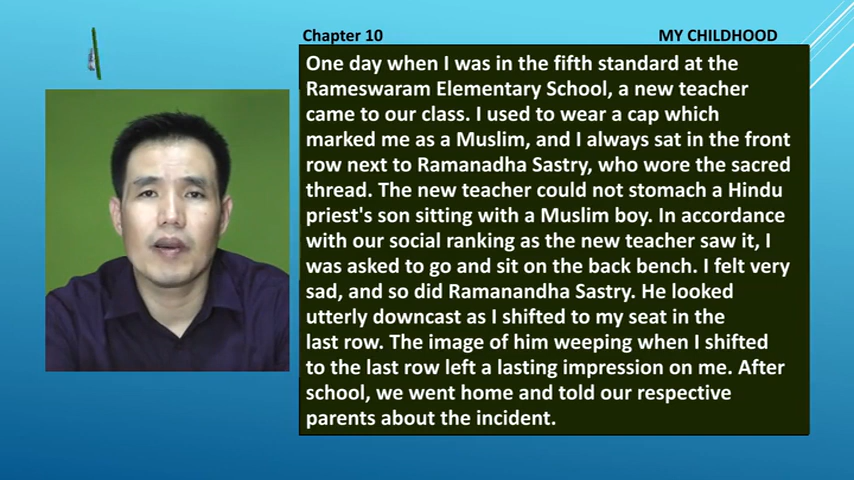 Chapter 10 MY CHILDHOOD
One day when I was in the fifth standard at the
Rameswaram Elementary School, a new teacher
came to our class. I used to wear a cap which
marked me as a Muslim, and I always sat in the front
row next to Ramanadha Sastry, who wore the sacred
thread. The new teacher could not stomach a Hindu
priest's son sitting with a Muslim boy. In accordance
with our social ranking as the new teacher saw it, I
was asked to go and sit on the back bench. I felt very
sad, and so did Ramanandha Sastry. He looked
utterly downcast as I shifted to my seat in the
last row. The image of him weeping when I shifted
to the last row left a lasting impression on me. After
school, we went home and told our respective
parents about the incident.